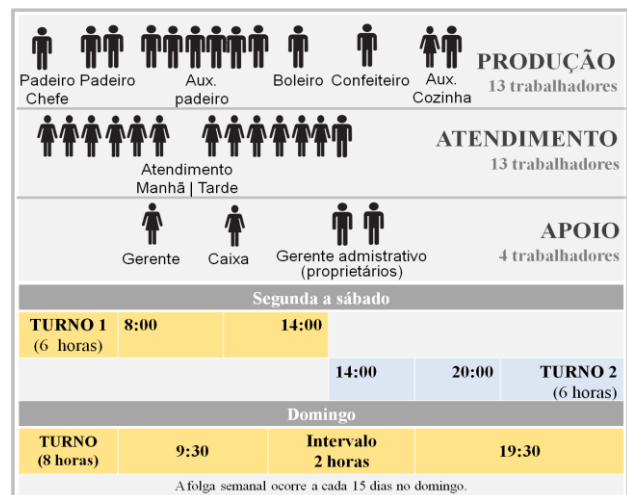 PRODUÇÃO
13 trabalhadores
Padeiro Chefe
Padeiro
Aux. padeiro
Boleiro
Confeiteiro
Aux. Cozinha
ATENDIMENTO
13 trabalhadores
Atendimento
Manhã | Tarde
APOIO
4 trabalhadores
Gerente
Caixa
Gerente admistrativo
(proprietários)
Segunda a sábado
TURNO 1 8:00 14:00
(6 horas)
14:00 20:00 TURNO 2
(6 horas)
Domingo
TURNO
(8 horas)
9:30
Intervalo
2 horas
19:30
A folga semanal ocorre a cada 15 dias no domingo.